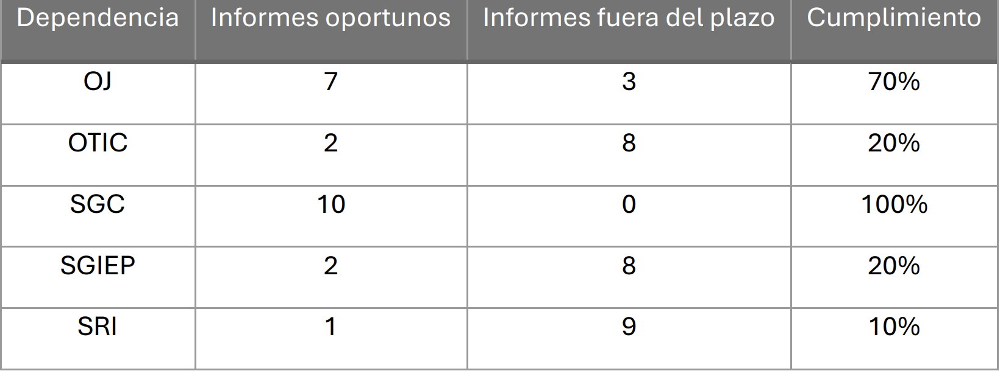 Dependencia Informes oportunos Informes fuera del plazo Cumplimiento
OJ 7 3 70%
OTIC 2 8 20%
SGC 10 0 100%
SGIEP 2 8 20%
SRI 1 9 10%